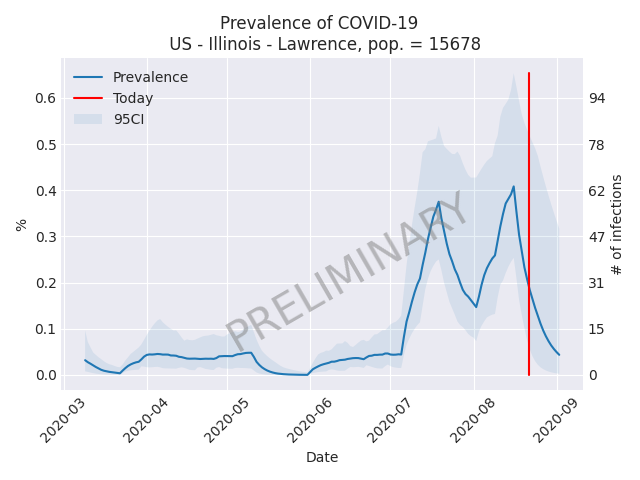 Prevalence of COVID-19
US - Illinois - Lawrence, pop. = 15678
Prevalence
Today
95CI
0.6
0.5
0.4
0.3
0.2
0.1
0.0
%
94
78
62
47
31
15
0
# of infections
PRELIMINARY
2020-03
2020-04
2020-05
2020-06
2020-07
2020-08
2020-09
Date